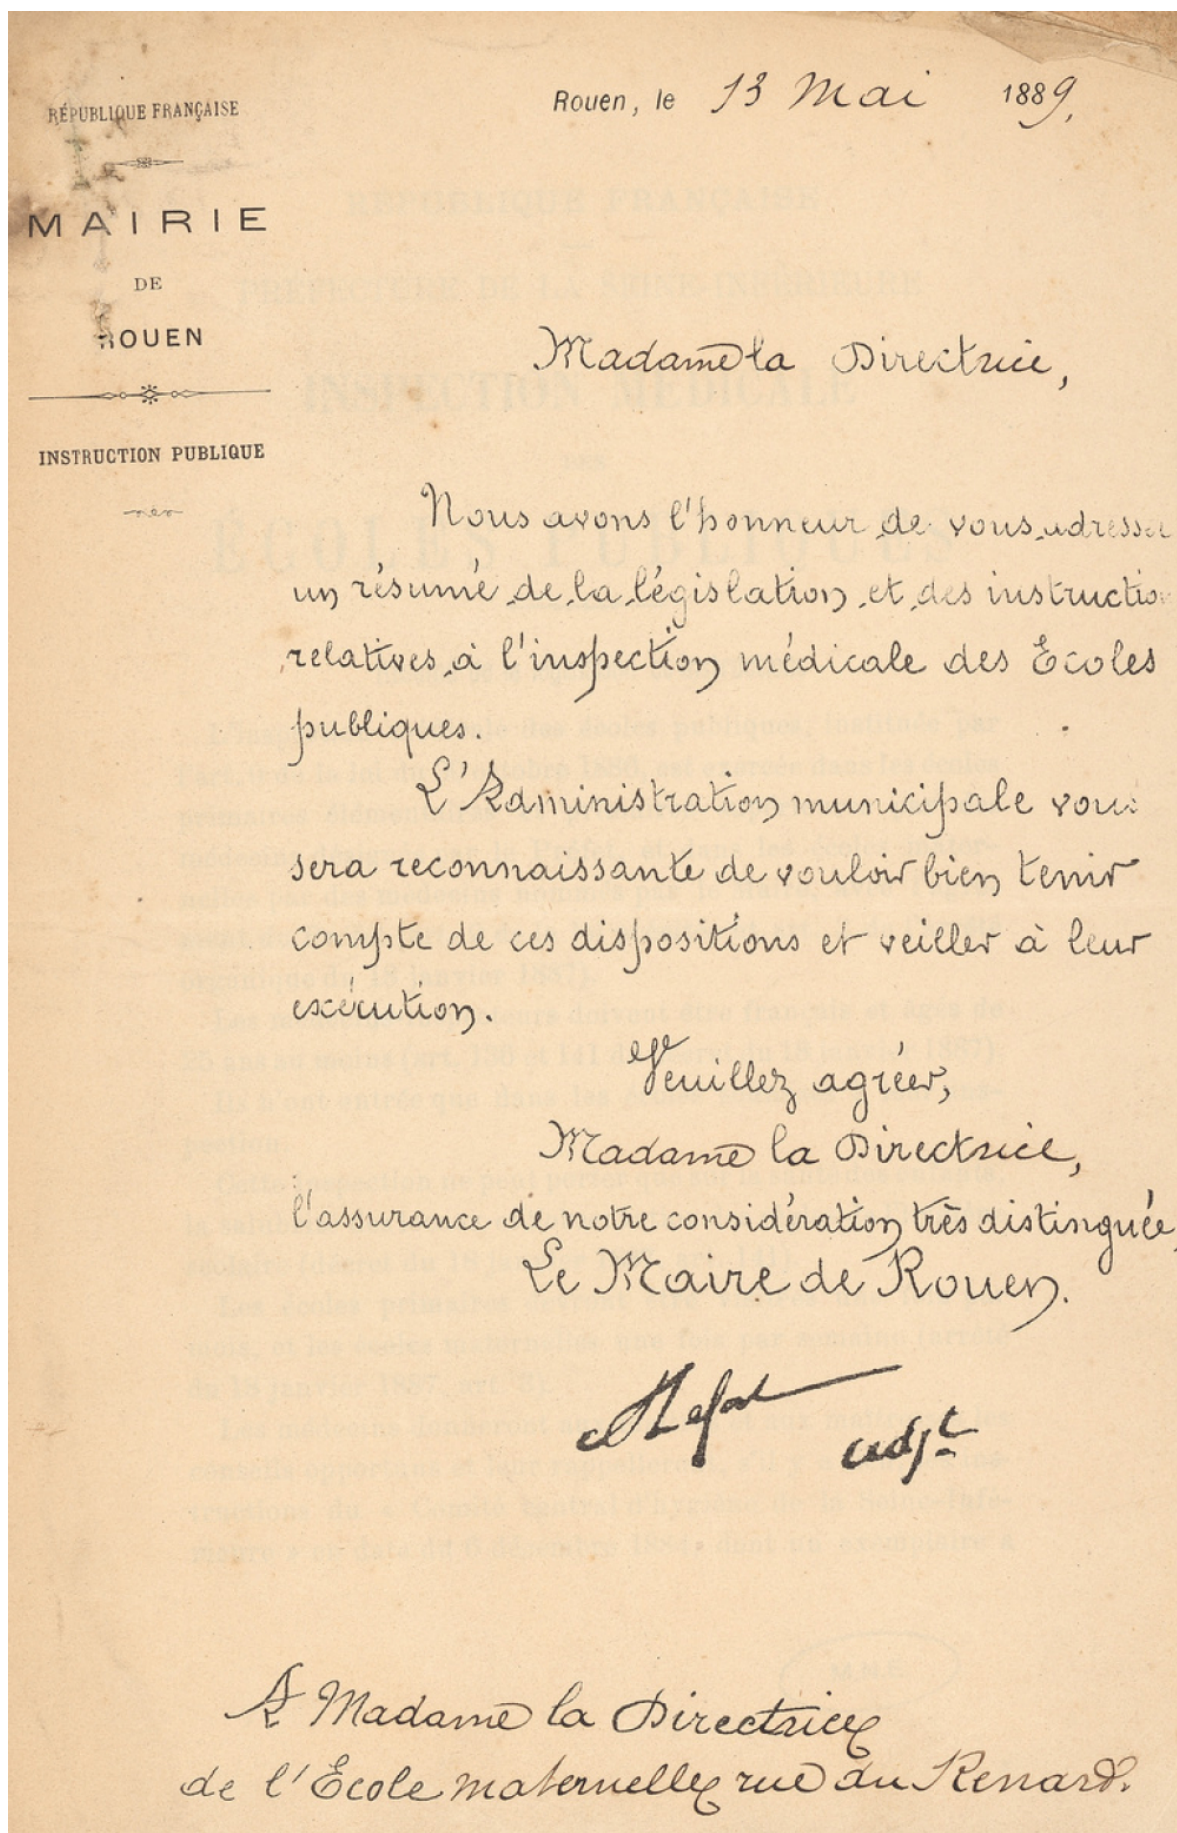 RÉPUBLIQUE FRANÇAISE
MAIRIE
DE
ROUEN
INSTRUCTION PUBLIQUE
Rouen, le 13 Mai 1889,
Madame la Directrice,
Nous avons l'honneur de vous adresser
un résumé de la législation et des instructio
relatives à l'inspection médicale des Ecoles
publiques.
L'Administration municipale vous
sera reconnaissante de vouloir bien tenir
compte de ces dispositions et veiller à leur
exécution.
Veuillez agréer,
Madame la Directrice,
l'assurance de notre considération très distinguée,
Le Maire de Rouen.
adjt
A Madame la Directrice
de l'Ecole maternelle rue du Renard.